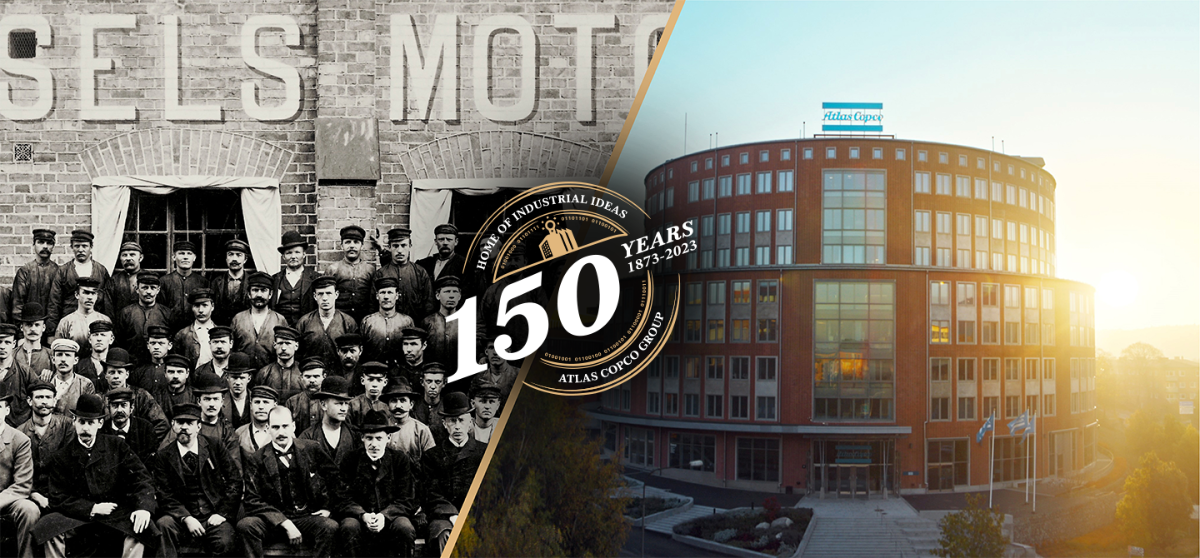 SELS MOTO
Atlas Copco
HOME OF INDUSTRIAL IDEAS
150
YEARS
1873-2023
ATLAS COPCO GROUP